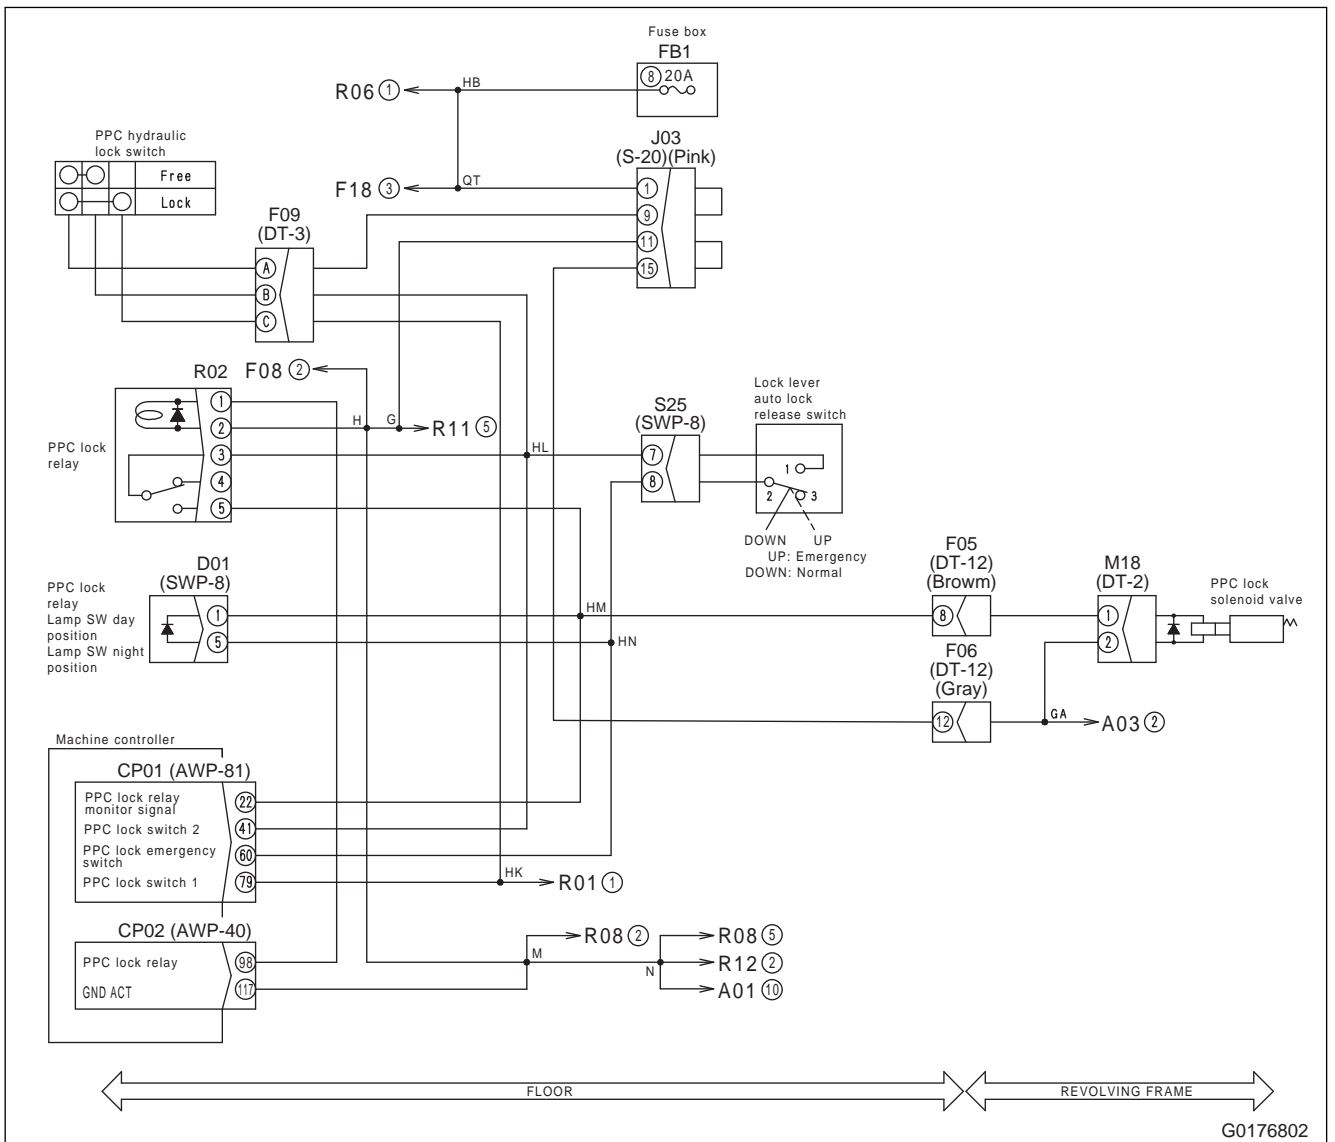 Fuse box
FB1
8 20A
R06 1
HB
PPC hydraulic
lock switch
Free
Lock
J03
(S-20)(Pink)
F18 3
QT
1
9
11
15
F09
(DT-3)
A
B
C
F08 2
R02
1
2
3
4
5
PPC lock
relay
H
G
R11 5
HL
S25
(SWP-8)
7
8
Lock lever
auto lock
release switch
1
2
3
DOWN UP
UP: Emergency
DOWN: Normal
D01
(SWP-8)
1
5
PPC lock
relay
Lamp SW day
position
Lamp SW night
position
HM
HN
F05
(DT-12)
(Browm)
8
M18
(DT-2)
1
2
PPC lock
solenoid valve
F06
(DT-12)
(Gray)
12
GA
A03 2
Machine controller
CP01 (AWP-81)
PPC lock relay
monitor signal
22
PPC lock switch 2
41
PPC lock emergency
switch
60
PPC lock switch 1
79
HK
R01 1
CP02 (AWP-40)
PPC lock relay
98
GND ACT
117
R08 2
M
N
R08 5
R12 2
A01 10
FLOOR
REVOLVING FRAME
G0176802